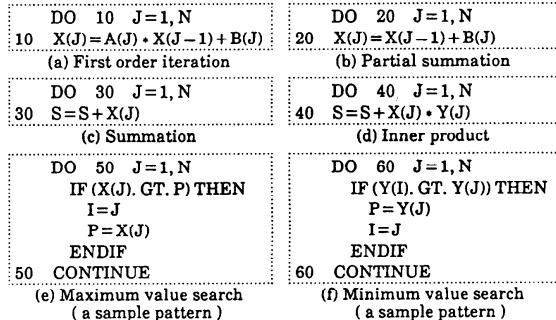 DO 10 J=1,N
10 X(J)=A(J)*X(J-1)+B(J)
(a) First order iteration
DO 20 J=1,N
20 X(J)=X(J-1)+B(J)
(b) Partial summation
DO 30 J=1,N
30 S=S+X(J)
(c) Summation
DO 40 J=1,N
40 S=S+X(J)*Y(J)
(d) Inner product
DO 50 J=1,N
IF (X(J). GT. P) THEN
I=J
P=X(J)
ENDIF
50 CONTINUE
(e) Maximum value search
( a sample pattern )
DO 60 J=1,N
IF (Y(I). GT. Y(J)) THEN
P=Y(J)
I=J
ENDIF
60 CONTINUE
(f) Minimum value search
( a sample pattern )